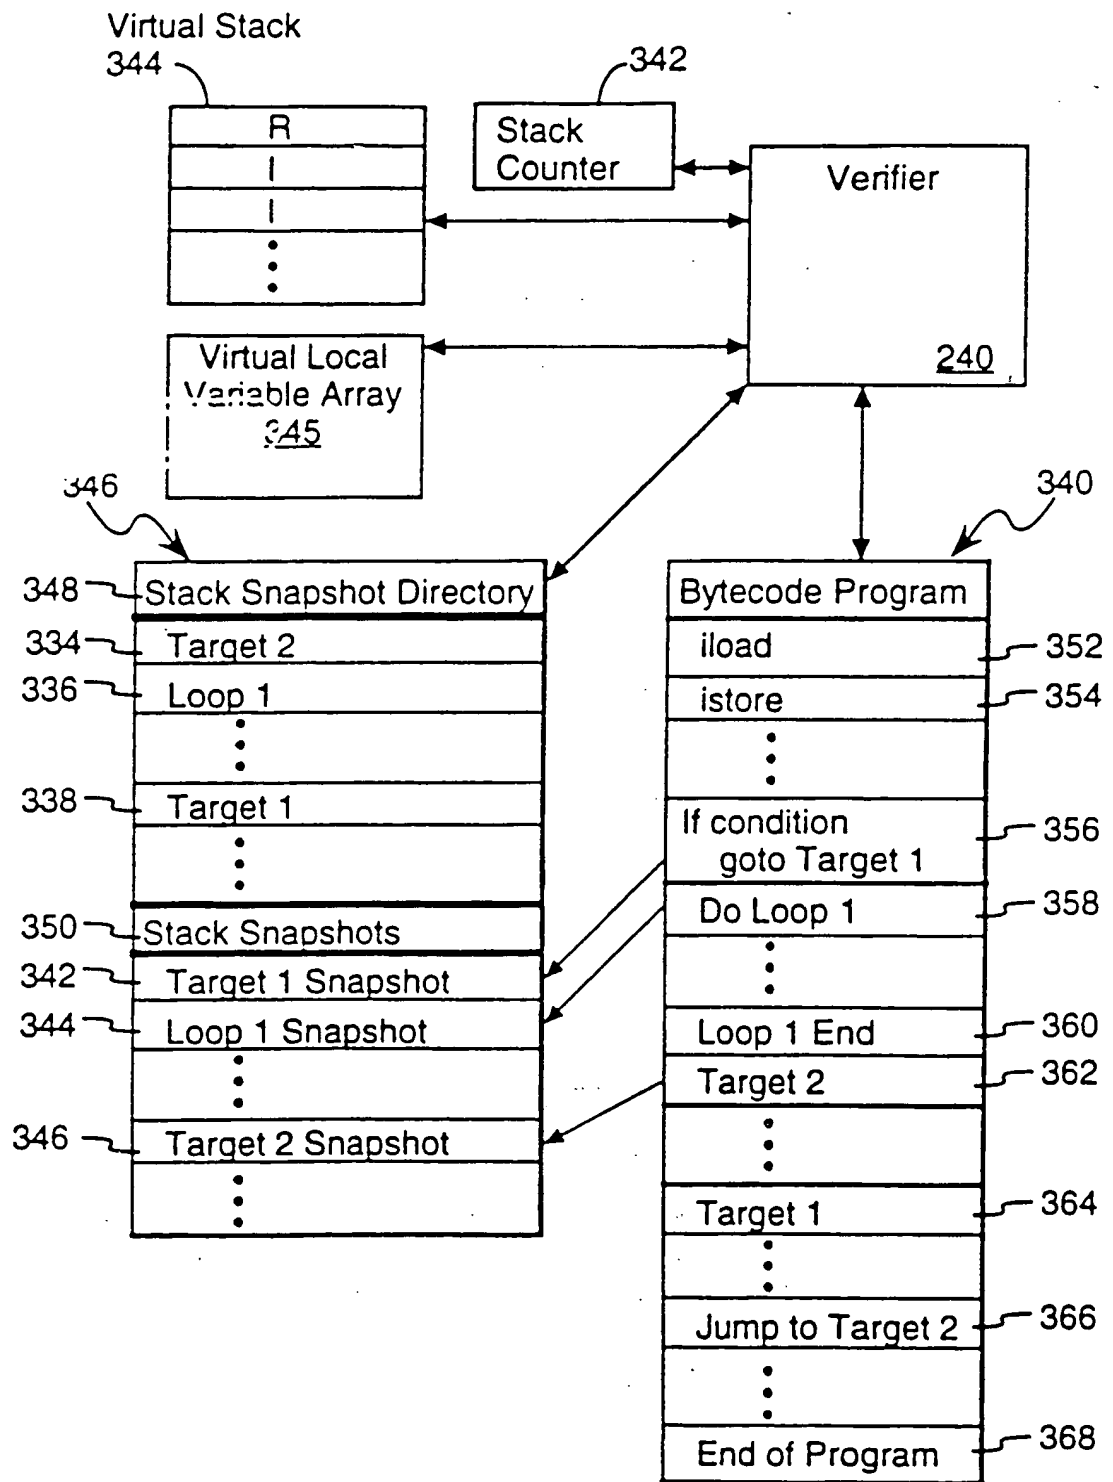 Virtual Stack
344
R
I
I
342
Stack
Counter
Verifier
240
Virtual Local
Variable Array
345
346
340
348
Stack Snapshot Directory
334
Target 2
336
Loop 1
338
Target 1
350
Stack Snapshots
342
Target 1 Snapshot
344
Loop 1 Snapshot
346
Target 2 Snapshot
Bytecode Program
iload
352
istore
354
If condition
goto Target 1
356
Do Loop 1
358
Loop 1 End
360
Target 2
362
Target 1
364
Jump to Target 2
366
End of Program
368